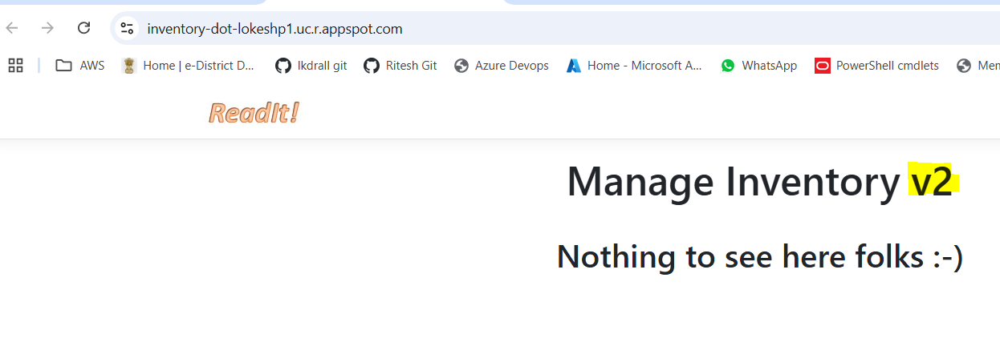 inventory-dot-lokeshp1.uc.r.appspot.com
AWS Home | e-District D... lkdrall git Ritesh Git Azure Devops Home - Microsoft A... WhatsApp PowerShell cmdlets Mem
ReadIt!
Manage Inventory v2
Nothing to see here folks :-)